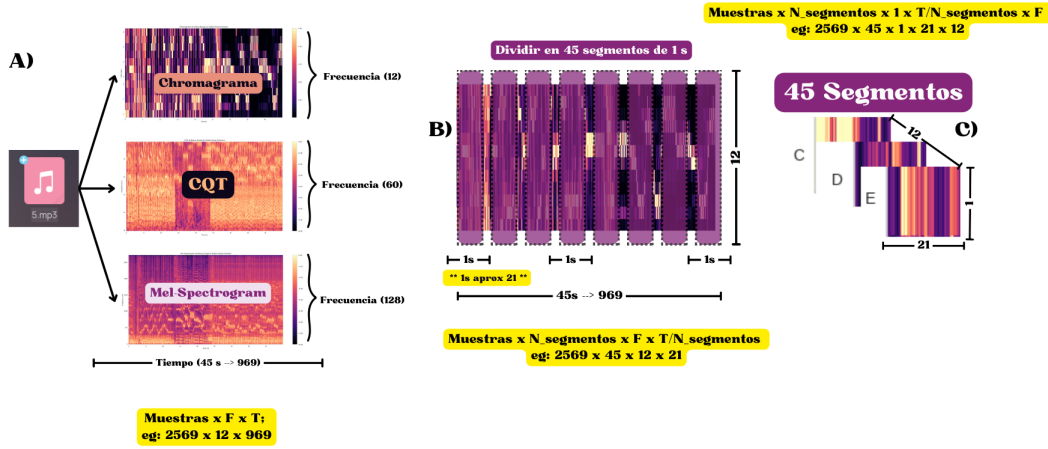 A)
5.mp3
Chromagrama
Frecuencia (12)
CQT
Frecuencia (60)
Mel-Spectrogram
Frecuencia (128)
Tiempo (45 s --> 969)
Muestras x F x T;
eg: 2569 x 12 x 969
B)
Dividir en 45 segmentos de 1 s
12
1s
1s
1s
** 1s aprox 21 **
45s --> 969
Muestras x N_segmentos x F x T/N_segmentos
eg: 2569 x 45 x 12 x 21
Muestras x N_segmentos x 1 x T/N_segmentos x F
eg: 2569 x 45 x 1 x 21 x 12
45 Segmentos
C)
12
C
D
E
1
21